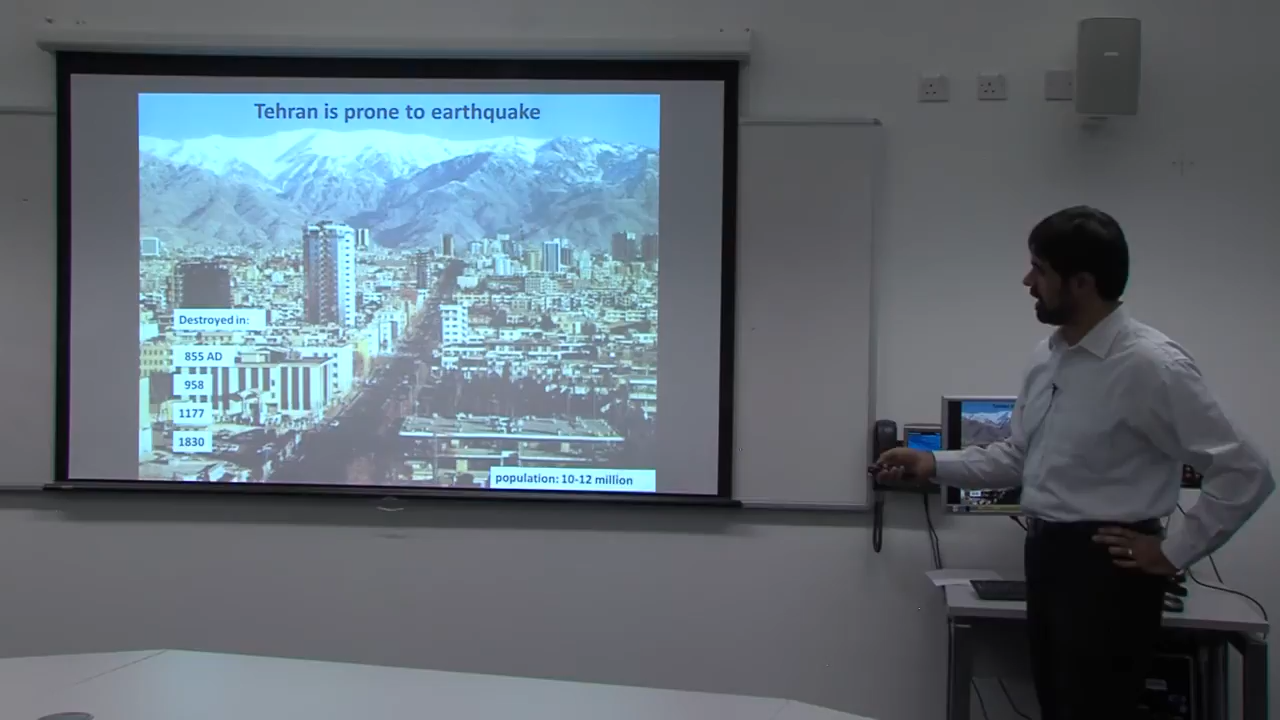 Tehran is prone to earthquake
Destroyed in:
855 AD
958
1177
1830
population: 10-12 million